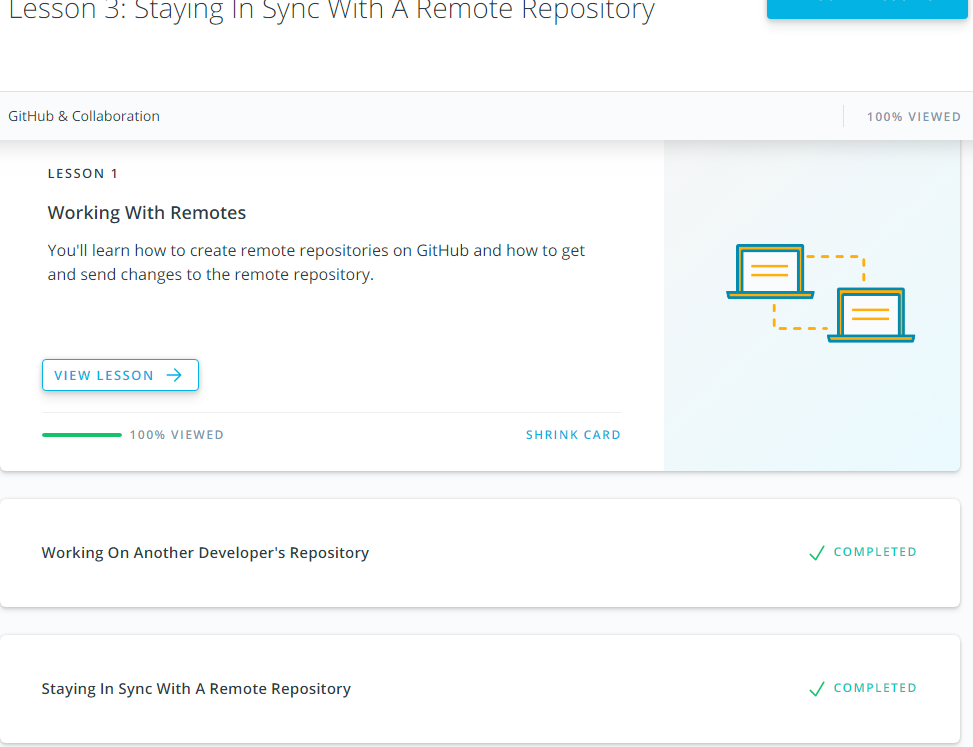 Lesson 3: Staying In Sync With A Remote Repository
GitHub & Collaboration
100% VIEWED
LESSON 1
Working With Remotes
You'll learn how to create remote repositories on GitHub and how to get
and send changes to the remote repository.
VIEW LESSON
100% VIEWED
SHRINK CARD
Working On Another Developer's Repository
COMPLETED
Staying In Sync With A Remote Repository
COMPLETED